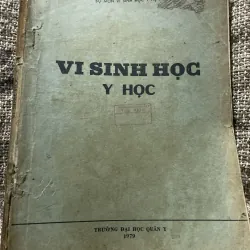 VI SINH HỌC
Y HỌC
TRƯỜNG ĐẠI HỌC QUÂN Y
1979